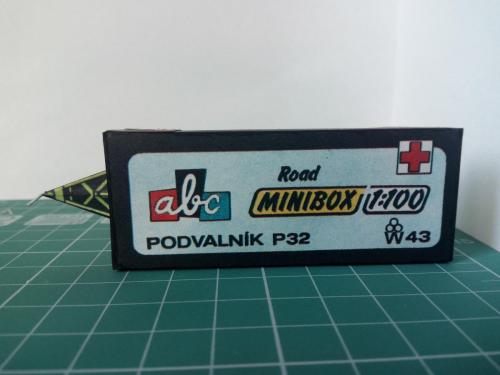 abc
Road
MINIBOX 1:100
PODVALNÍK P32
W43